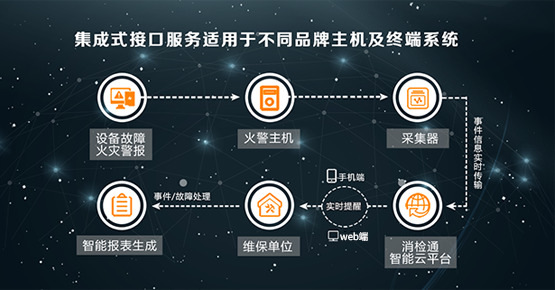 集成式接口服务适用于不同品牌主机及终端系统
设备故障
火灾警报
火警主机
采集器
事件信息实时传输
手机端
实时提醒
web端
事件/故障处理
智能报表生成
维保单位
消检通
智能云平台